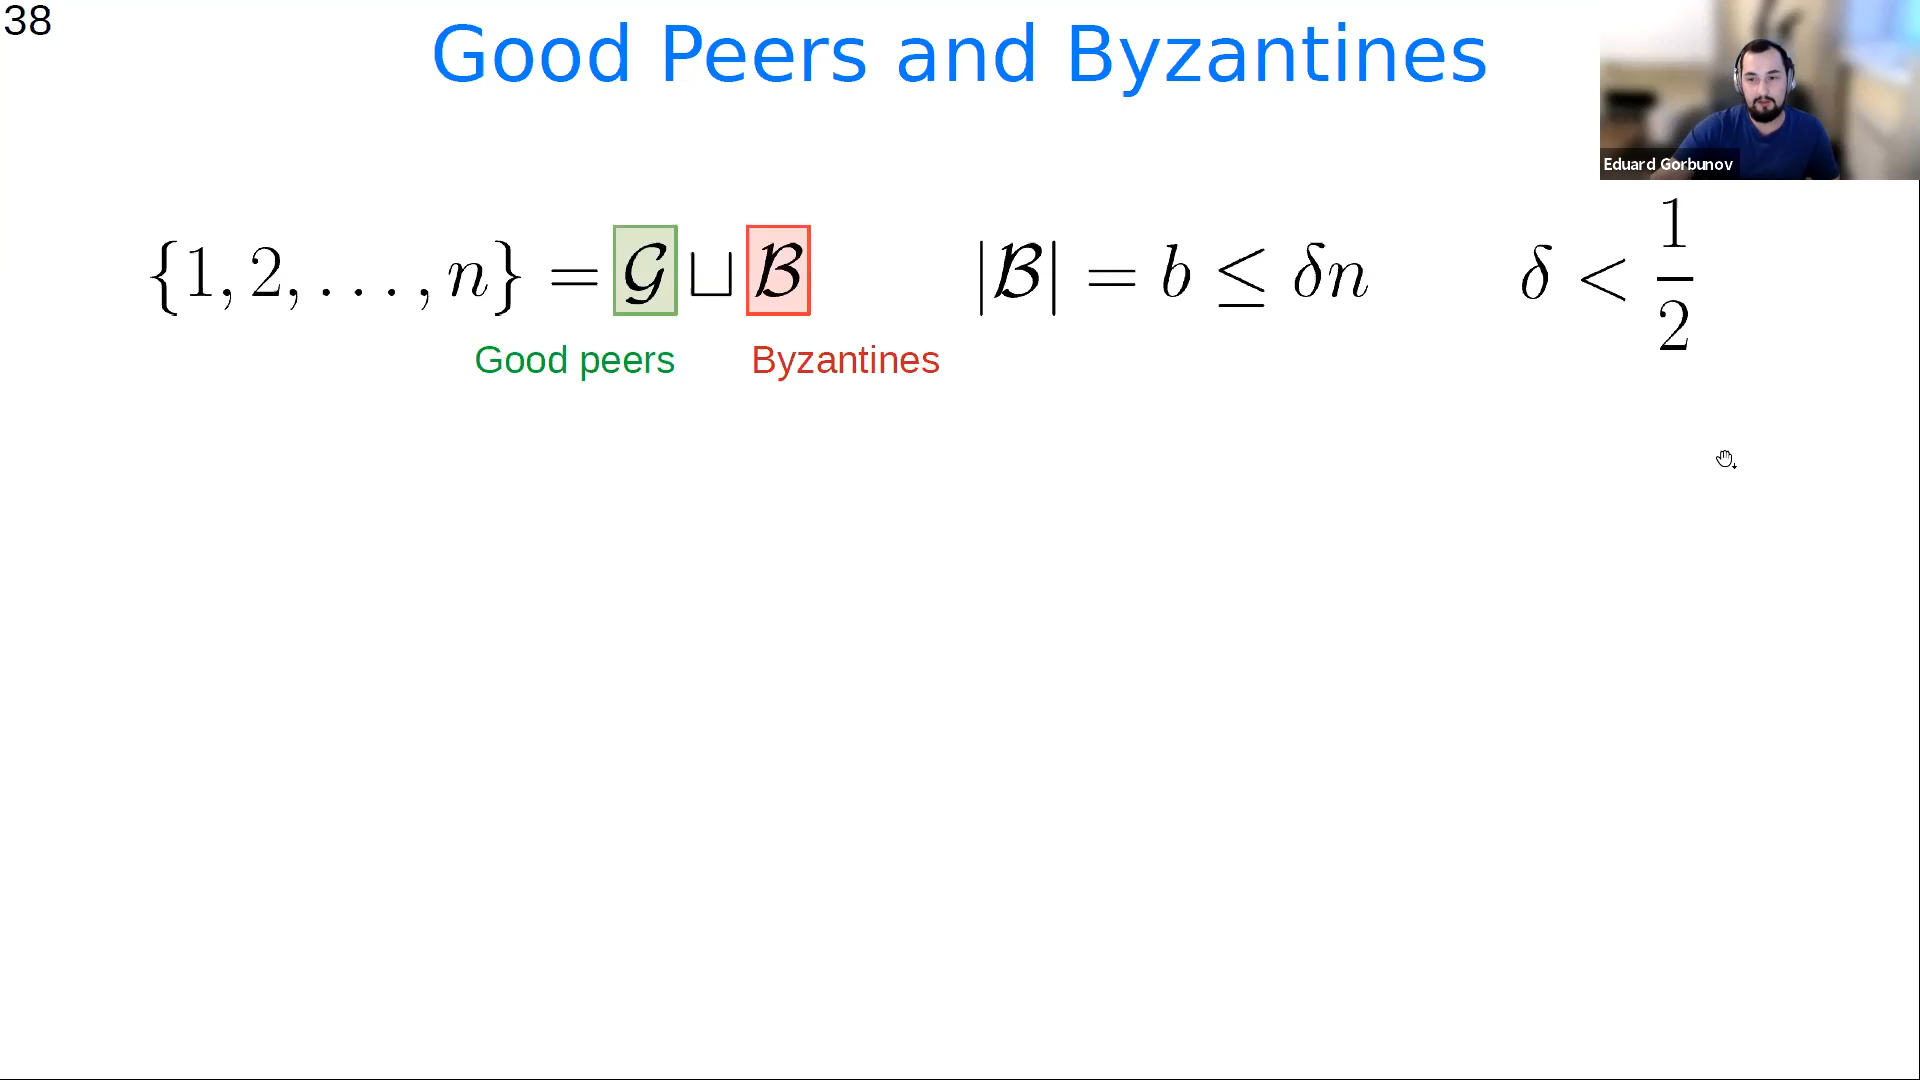 38
Good Peers and Byzantines
Eduard Gorbunov
{1, 2, . . . , n} = 𝒢 ⊔ ℬ |ℬ| = b ≤ δn δ < 1/2
Good peers Byzantines